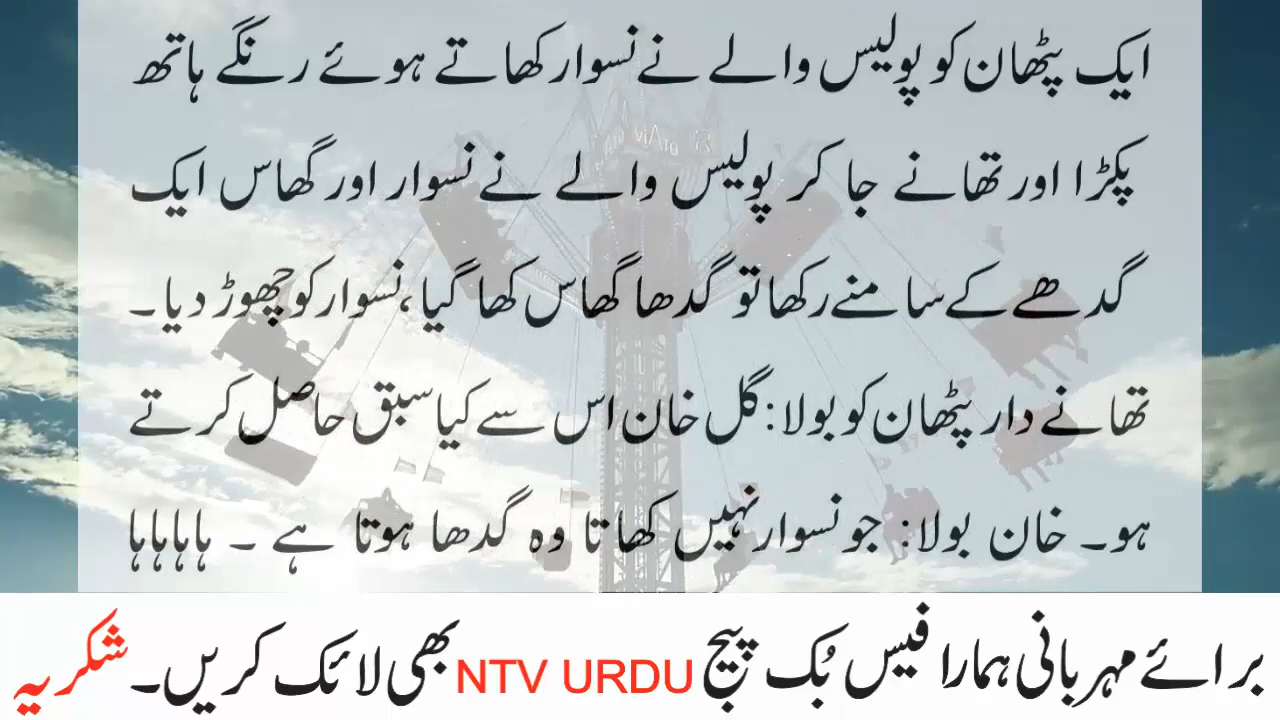 ایک پٹھان کو پولیس والے نے نسوار کھاتے ہوئے رنگے ہاتھ
پکڑا اور تھانے جا کر پولیس والے نے نسوار اور گھاس ایک
گدھے کے سامنے رکھا تو گدھا گھاس کھا گیا، نسوار کو چھوڑ دیا۔
تھانے دار پٹھان کو بولا: گل خان اس سے کیا سبق حاصل کرتے
ہو۔ خان بولا: جو نسوار نہیں کھاتا وہ گدھا ہوتا ہے ۔ ہاہاہاہا
برائے مہربانی ہمارا فیس بُک پیج NTV URDU بھی لائک کریں۔ شکریہ